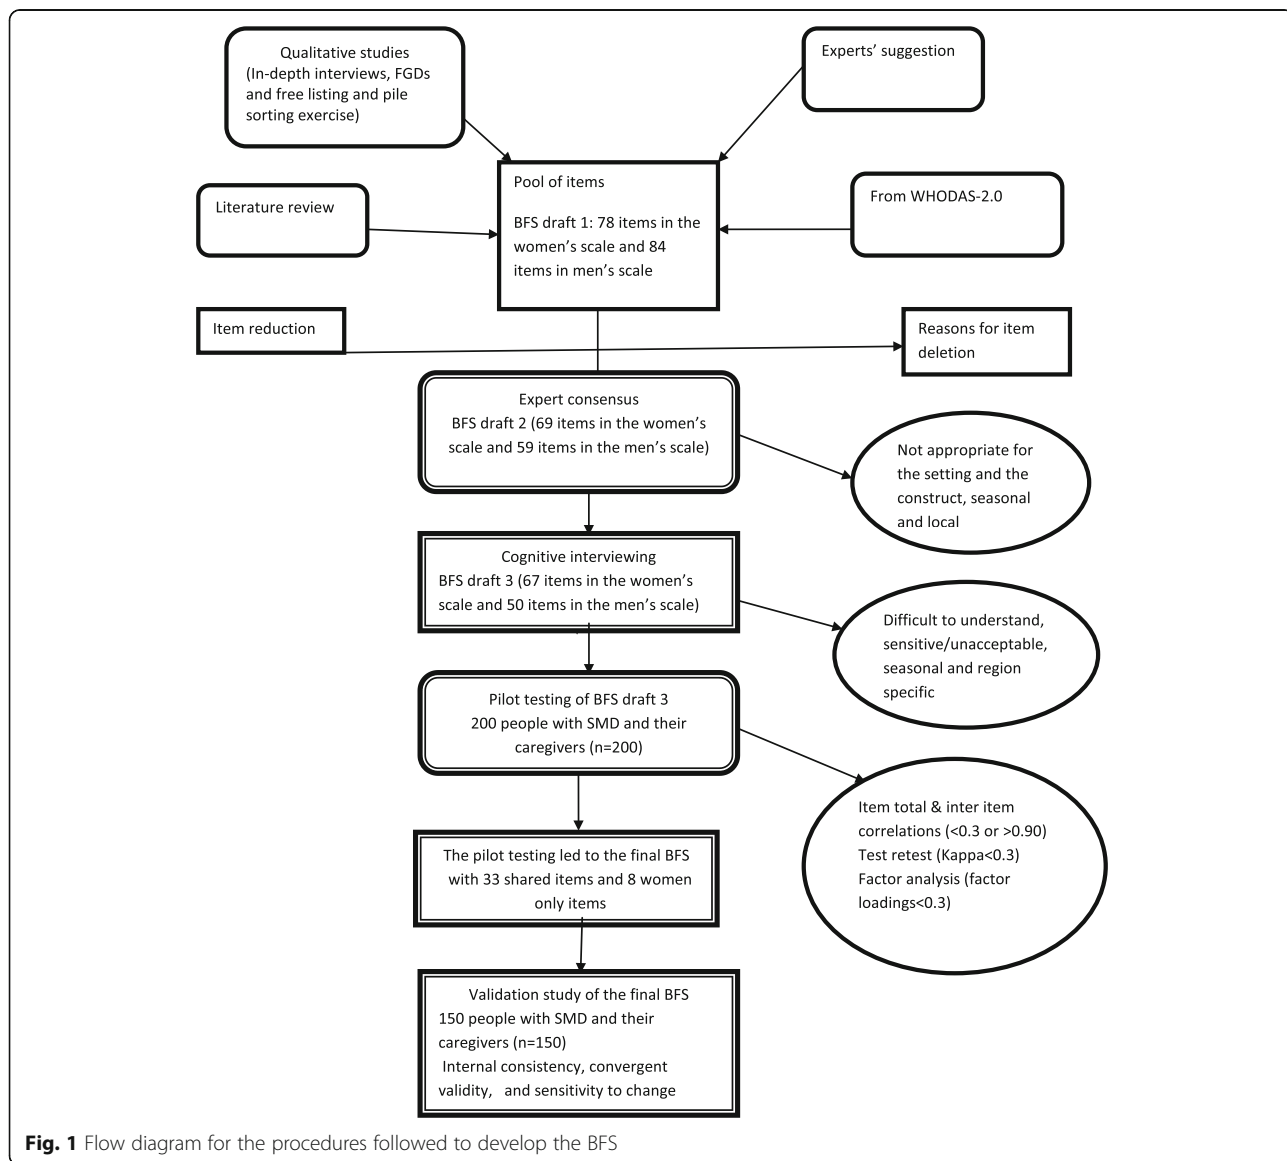 Qualitative studies
(In-depth interviews, FGDs
and free listing and pile
sorting exercise)
Experts’ suggestion
Literature review
Pool of items
BFS draft 1: 78 items in the
women’s scale and 84
items in men’s scale
From WHODAS-2.0
Item reduction
Reasons for item
deletion
Expert consensus
BFS draft 2 (69 items in the women’s
scale and 59 items in the men’s scale)
Not appropriate for
the setting and the
construct, seasonal
and local
Cognitive interviewing
BFS draft 3 (67 items in the women’s
scale and 50 items in the men’s scale)
Difficult to understand,
sensitive/unacceptable,
seasonal and region
specific
Pilot testing of BFS draft 3
200 people with SMD and their
caregivers (n=200)
Item total & inter item
correlations (<0.3 or >0.90)
Test retest (Kappa<0.3)
Factor analysis (factor
loadings<0.3)
The pilot testing led to the final BFS
with 33 shared items and 8 women
only items
Validation study of the final BFS
150 people with SMD and their
caregivers (n=150)
Internal consistency, convergent
validity, and sensitivity to change
Fig. 1 Flow diagram for the procedures followed to develop the BFS